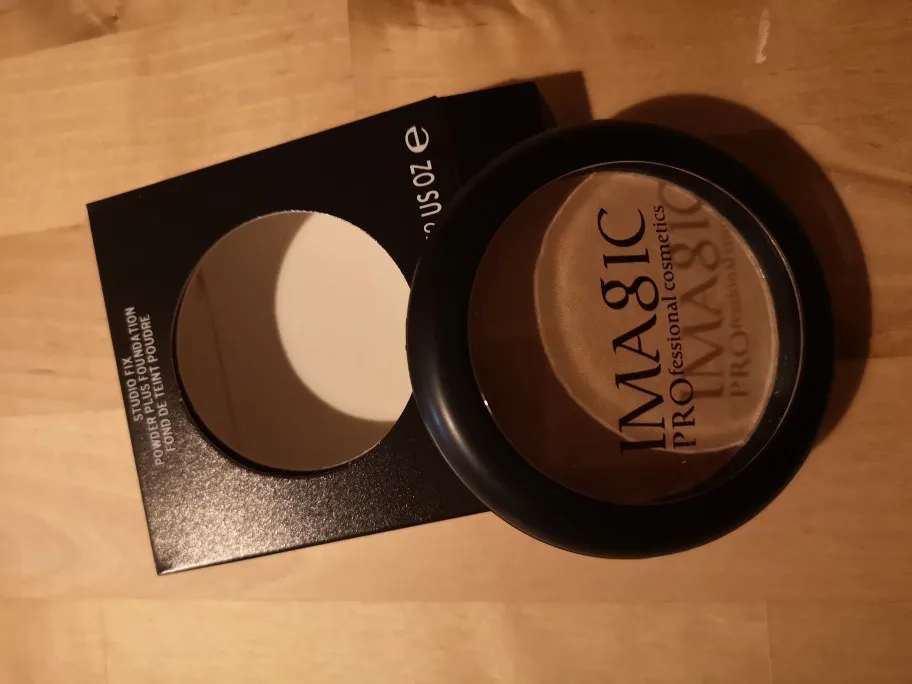 STUDIO FIX
POWDER PLUS FOUNDATION
FOND DE TEINT POUDRE
US OZ e
IMAGIC
PROfessional cosmetics